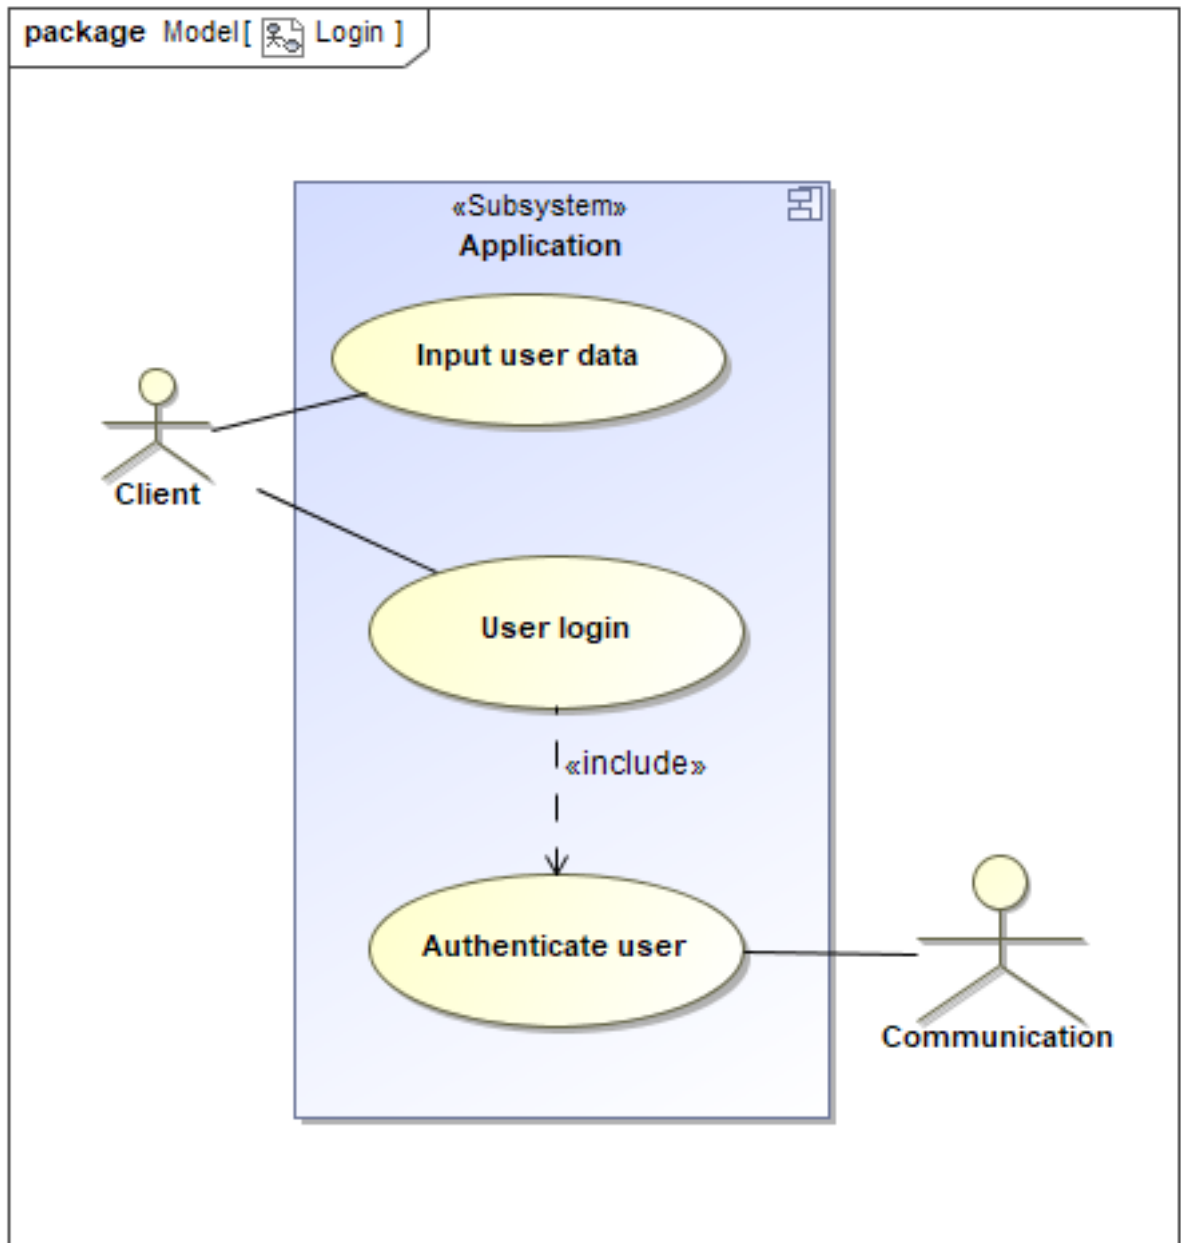 package Model[ Login ]
«Subsystem»
Application
Input user data
Client
User login
«include»
Authenticate user
Communication